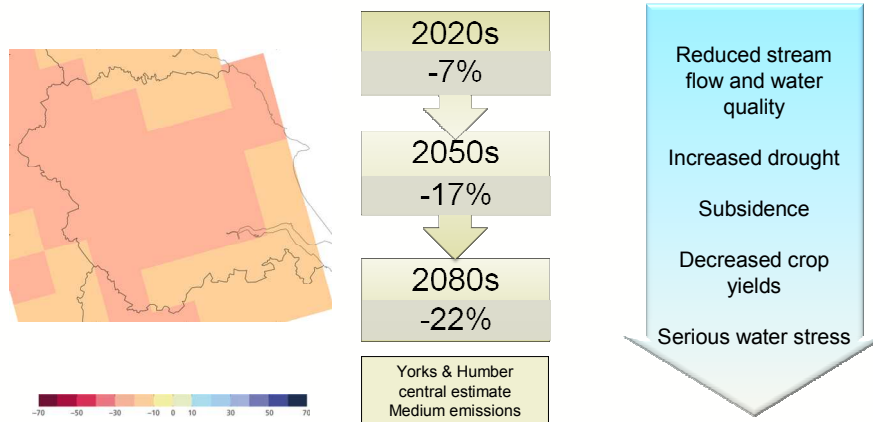 2020s
-7%
2050s
-17%
2080s
-22%
Yorks & Humber
central estimate
Medium emissions
Reduced stream
flow and water
quality
Increased drought
Subsidence
Decreased crop
yields
Serious water stress
-70 -50 -30 -10 0 10 30 50 70